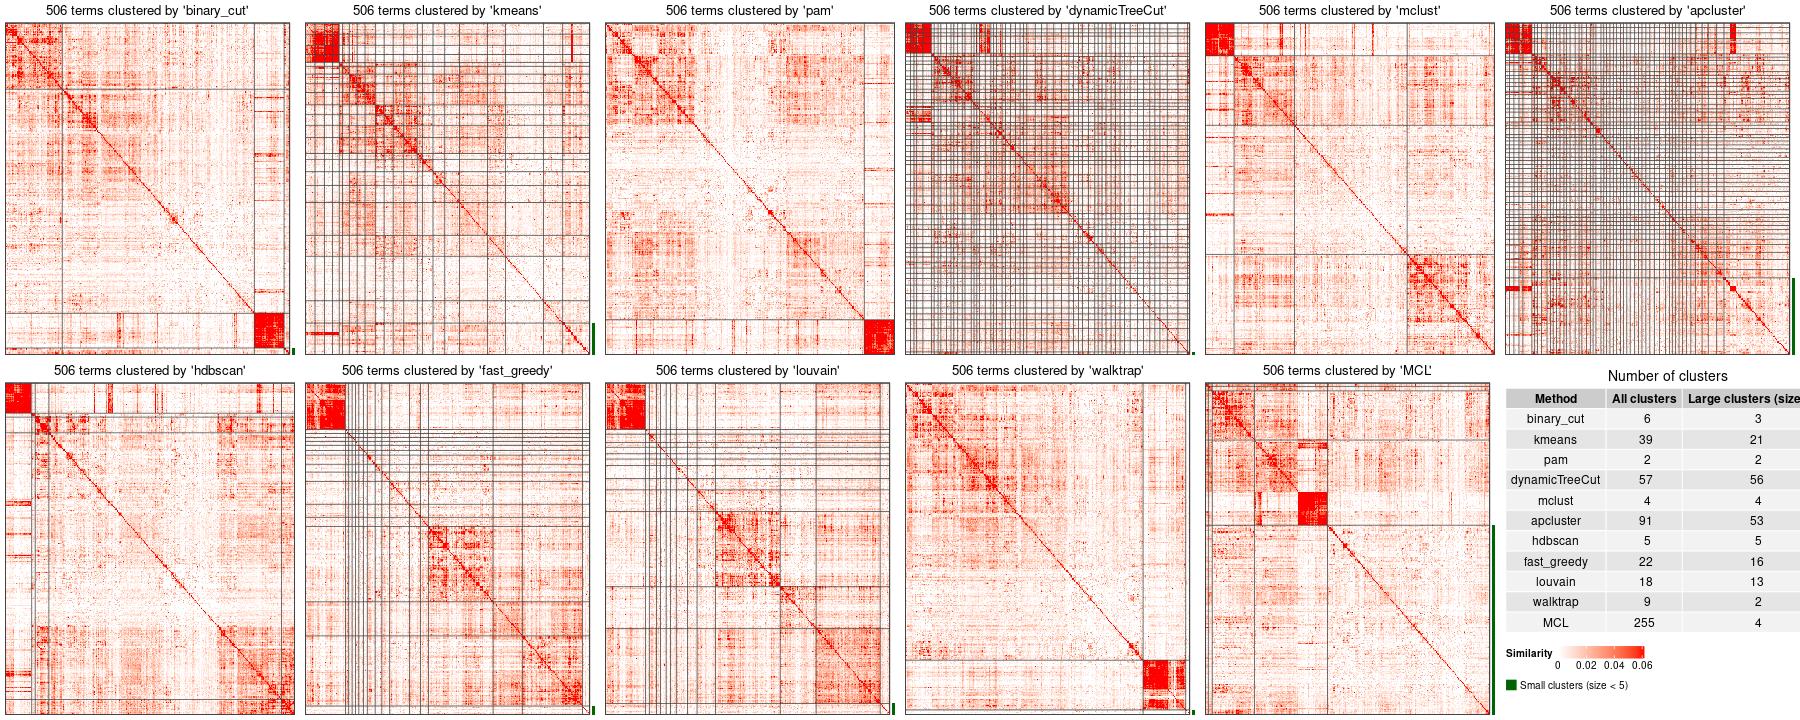 506 terms clustered by 'binary_cut'
506 terms clustered by 'kmeans'
506 terms clustered by 'pam'
506 terms clustered by 'dynamicTreeCut'
506 terms clustered by 'mclust'
506 terms clustered by 'apcluster'
506 terms clustered by 'hdbscan'
506 terms clustered by 'fast_greedy'
506 terms clustered by 'louvain'
506 terms clustered by 'walktrap'
506 terms clustered by 'MCL'
Number of clusters
Method All clusters Large clusters (size
binary_cut 6 3
kmeans 39 21
pam 2 2
dynamicTreeCut 57 56
mclust 4 4
apcluster 91 53
hdbscan 5 5
fast_greedy 22 16
louvain 18 13
walktrap 9 2
MCL 255 4
Similarity
0 0.02 0.04 0.06
Small clusters (size < 5)